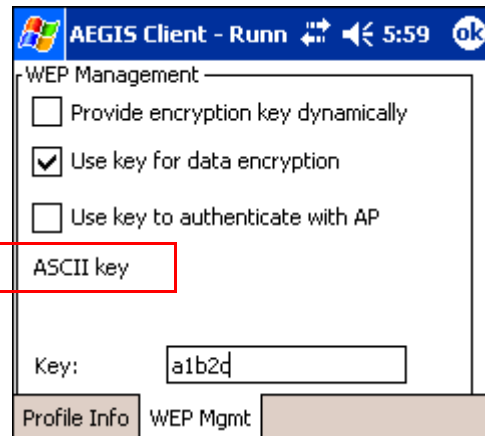 AEGIS Client - Runn 5:59 ok
WEP Management
Provide encryption key dynamically
Use key for data encryption
Use key to authenticate with AP
ASCII key
Key: a1b2c
Profile Info WEP Mgmt